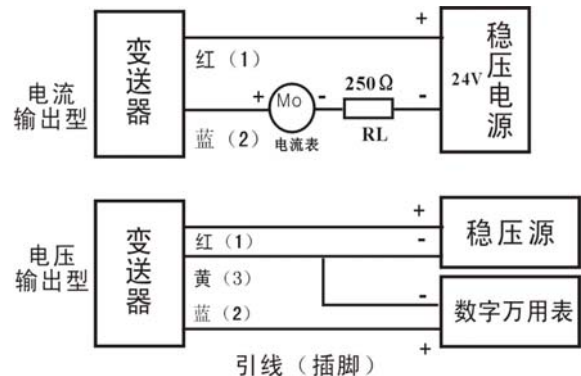 电流
输出型
变送器
红（1）
蓝（2）
+
Mo
电流表
-
250Ω
RL
+
-
24V
稳压电源
电压
输出型
变送器
红（1）
黄（3）
蓝（2）
+
-
稳压源
-
+
数字万用表
引线（插脚）